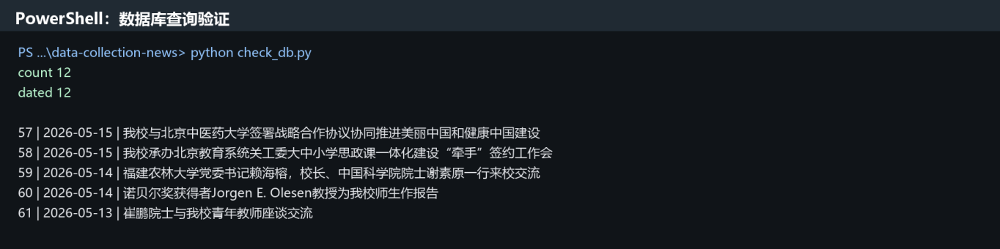 PowerShell：数据库查询验证
PS ...\data-collection-news> python check_db.py
count 12
dated 12
57 | 2026-05-15 | 我校与北京中医药大学签署战略合作协议协同推进美丽中国和健康中国建设
58 | 2026-05-15 | 我校承办北京教育系统关工委大中小学思政课一体化建设“牵手”签约工作会
59 | 2026-05-14 | 福建农林大学党委书记赖海榕，校长、中国科学院院士谢素原一行来校交流
60 | 2026-05-14 | 诺贝尔奖获得者Jorgen E. Olesen教授为我校师生作报告
61 | 2026-05-13 | 崔鹏院士与我校青年教师座谈交流